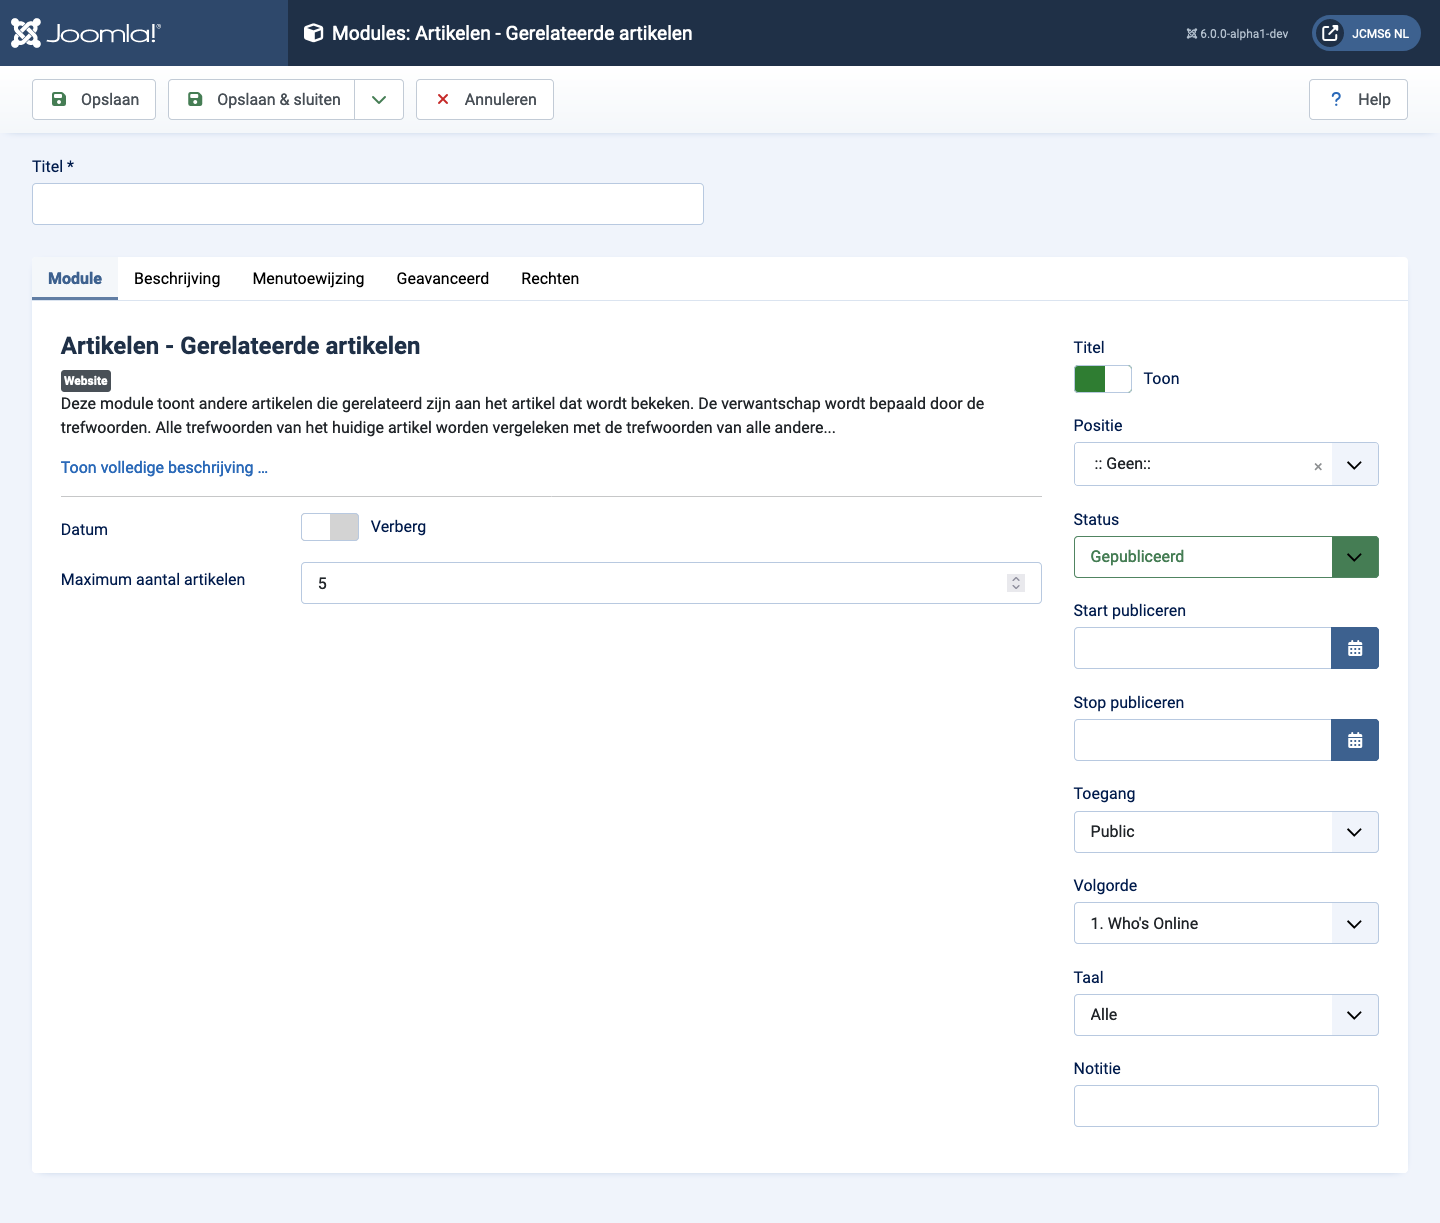 Joomla!®
Modules: Artikelen - Gerelateerde artikelen
6.0.0-alpha1-dev
JCMS6 NL
Opslaan
Opslaan & sluiten
Annuleren
? Help
Titel *
Module
Beschrijving
Menutoewijzing
Geavanceerd
Rechten
Artikelen - Gerelateerde artikelen
Website
Deze module toont andere artikelen die gerelateerd zijn aan het artikel dat wordt bekeken. De verwantschap wordt bepaald door de
trefwoorden. Alle trefwoorden van het huidige artikel worden vergeleken met de trefwoorden van alle andere...
Toon volledige beschrijving ...
Datum
Verberg
Maximum aantal artikelen
5
Titel
Toon
Positie
:: Geen::
×
Status
Gepubliceerd
Start publiceren
Stop publiceren
Toegang
Public
Volgorde
1. Who's Online
Taal
Alle
Notitie